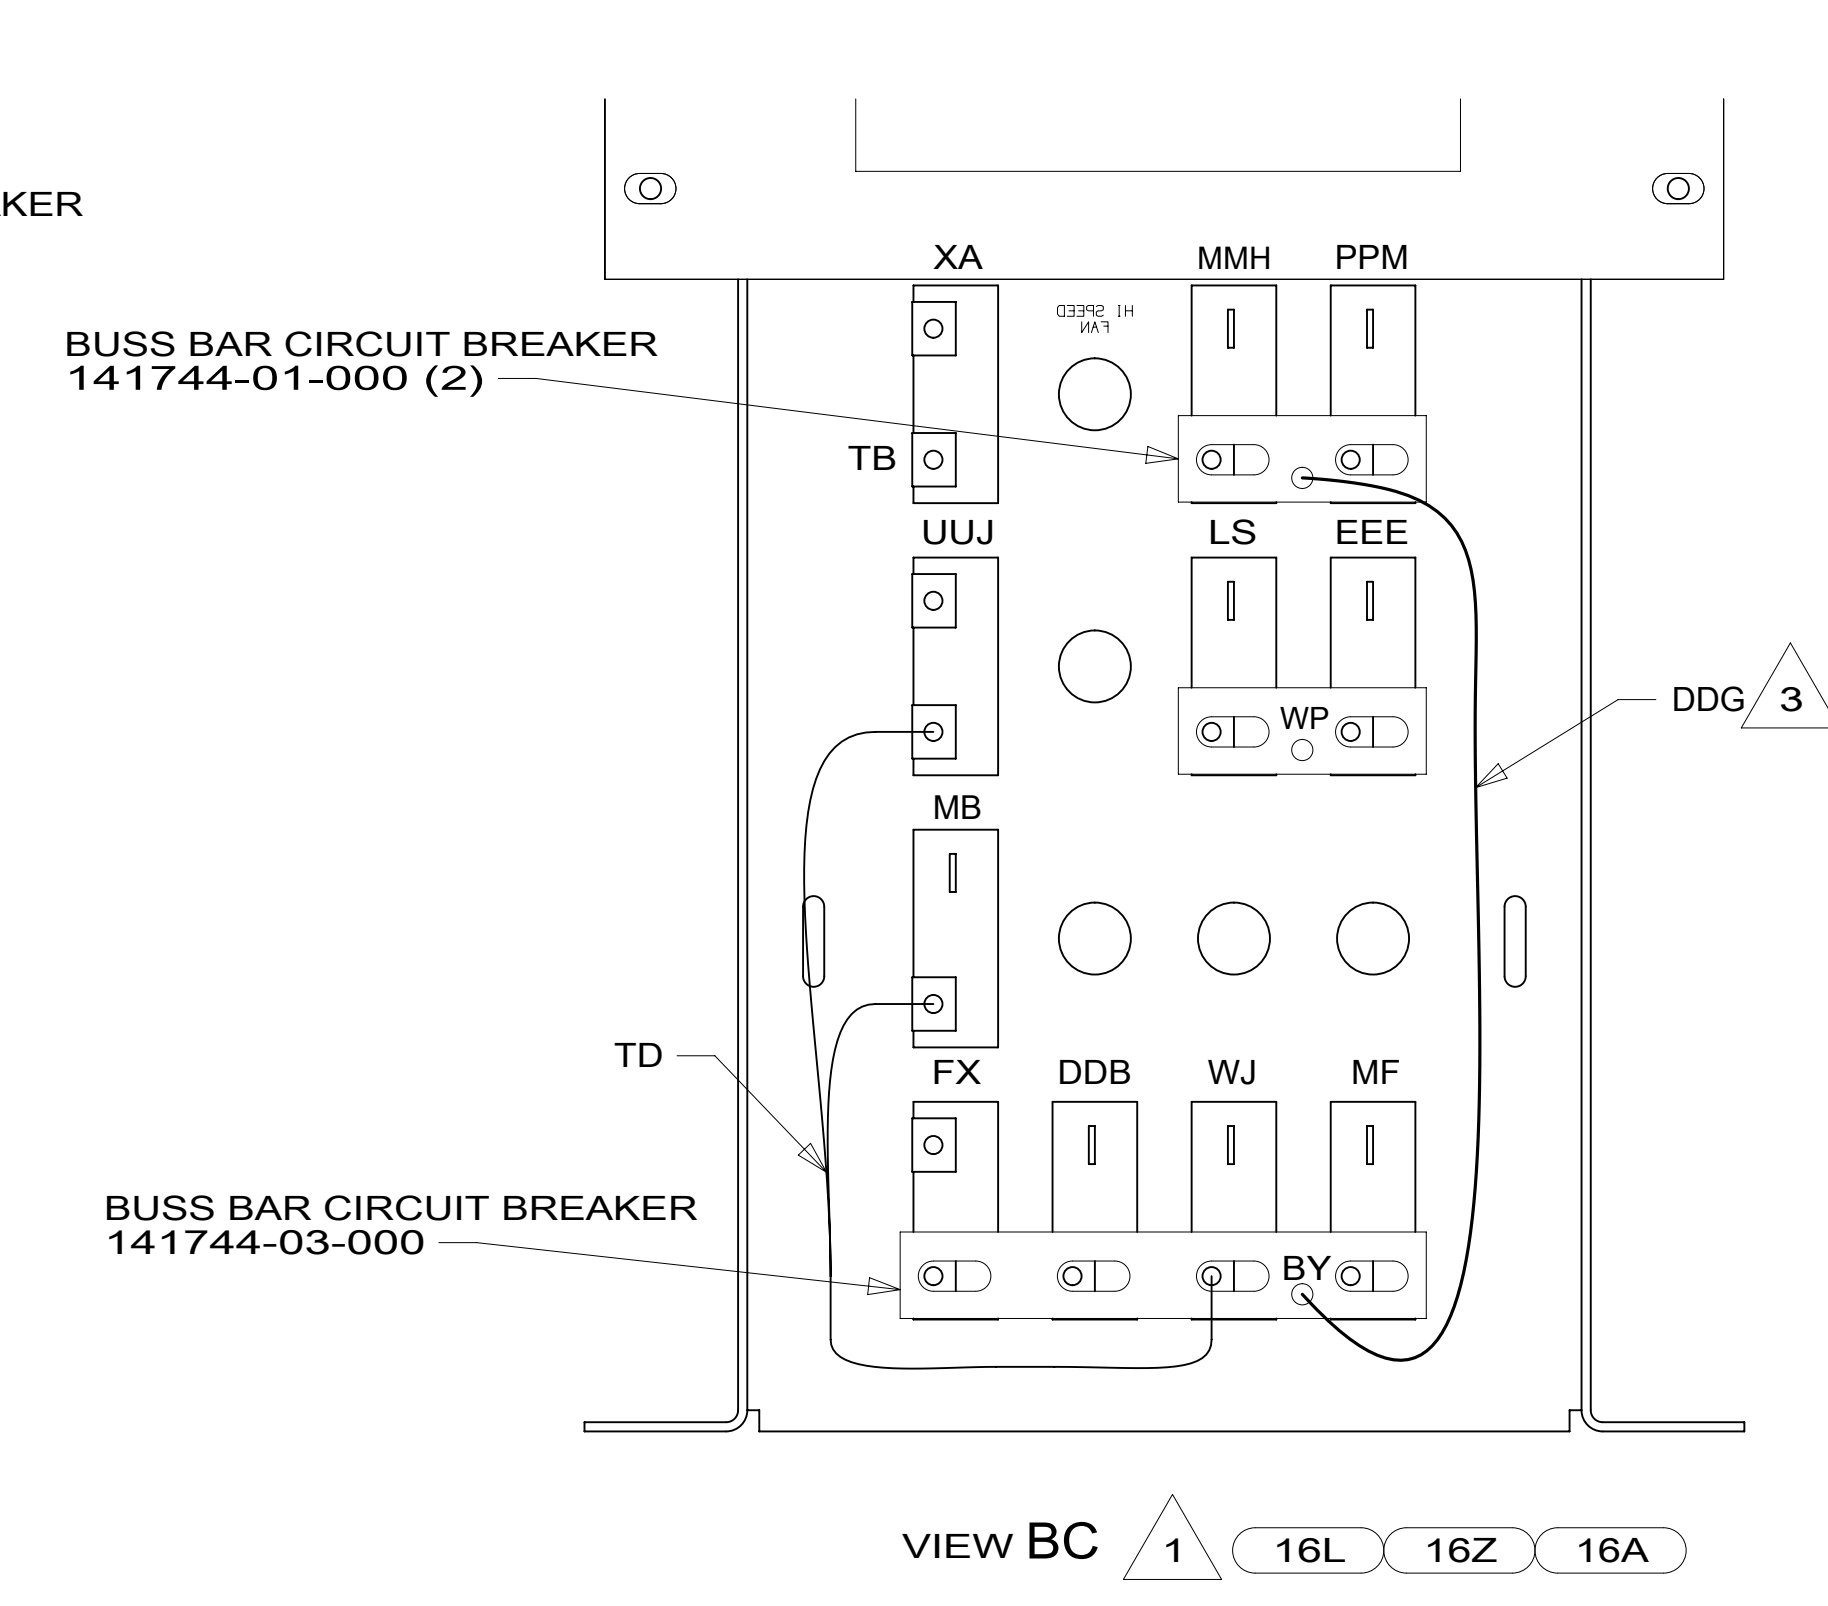 KER
XA
MMH
PPM
HI SPEED
FAN
BUSS BAR CIRCUIT BREAKER
141744-01-000 (2)
TB
UUJ
LS
EEE
DDG
3
WP
MB
TD
FX
DDB
WJ
MF
BUSS BAR CIRCUIT BREAKER
141744-03-000
BY
VIEW BC
1
16L
16Z
16A